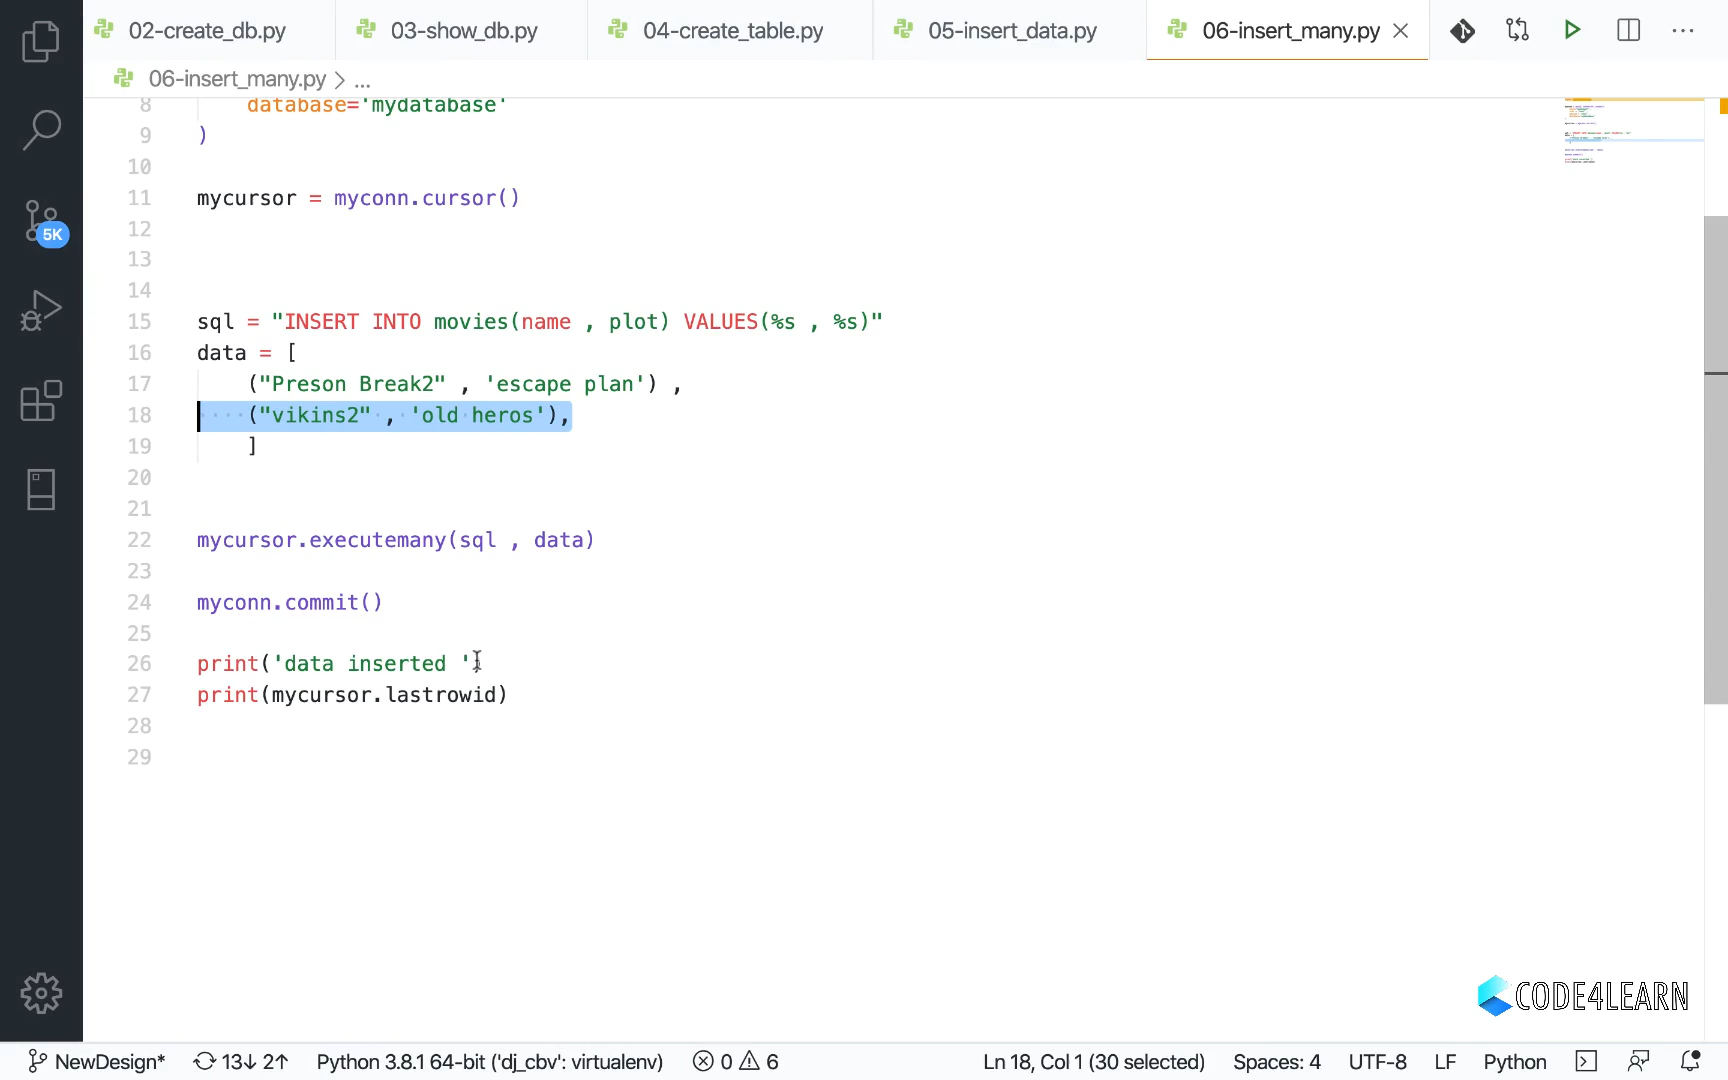 02-create_db.py
03-show_db.py
04-create_table.py
05-insert_data.py
06-insert_many.py
06-insert_many.py > ...
5K
8 database='mydatabase'
9 )
10
11 mycursor = myconn.cursor()
12
13
14
15 sql = "INSERT INTO movies(name , plot) VALUES(%s , %s)"
16 data = [
17 ("Preson Break2" , 'escape plan') ,
18 ("vikins2" , 'old heros'),
19 ]
20
21
22 mycursor.executemany(sql , data)
23
24 myconn.commit()
25
26 print('data inserted ')
27 print(mycursor.lastrowid)
28
29
CODE4LEARN
NewDesign* 13↓ 2↑ Python 3.8.1 64-bit ('dj_cbv': virtualenv) 0 6 Ln 18, Col 1 (30 selected) Spaces: 4 UTF-8 LF Python